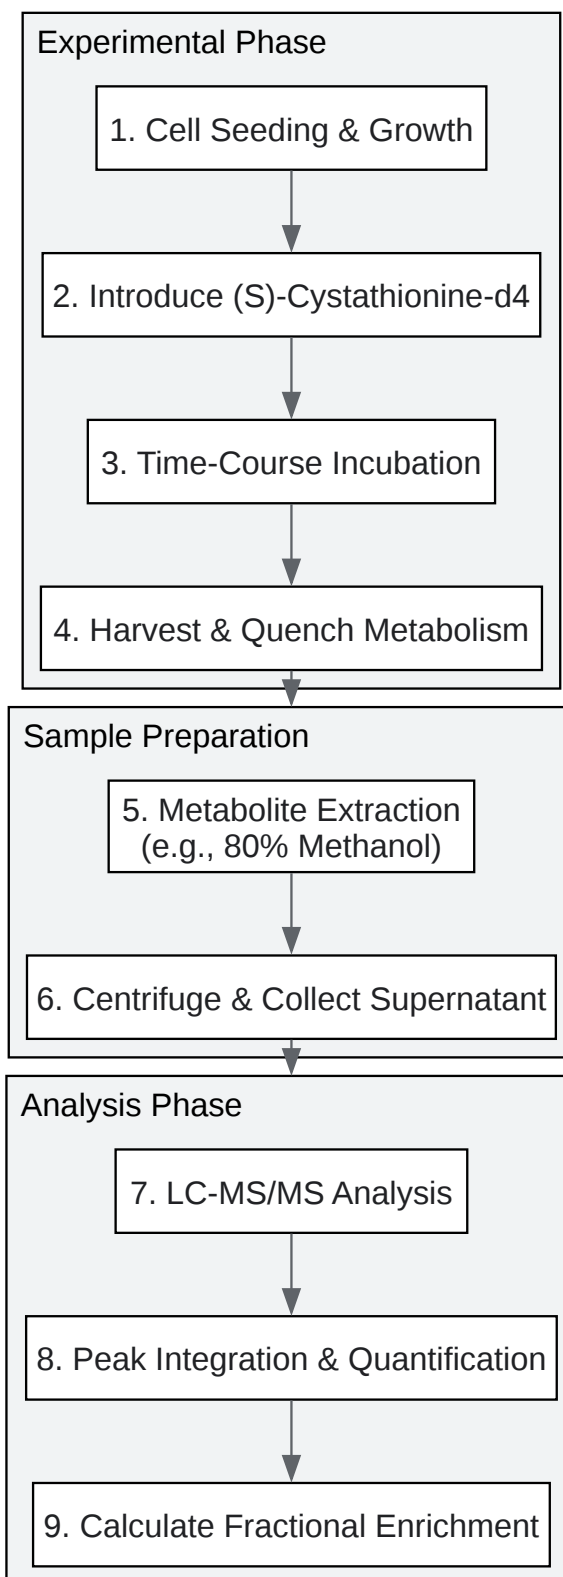 Experimental Phase
1. Cell Seeding & Growth
2. Introduce (S)-Cystathionine-d4
3. Time-Course Incubation
4. Harvest & Quench Metabolism
Sample Preparation
5. Metabolite Extraction
(e.g., 80% Methanol)
6. Centrifuge & Collect Supernatant
Analysis Phase
7. LC-MS/MS Analysis
8. Peak Integration & Quantification
9. Calculate Fractional Enrichment